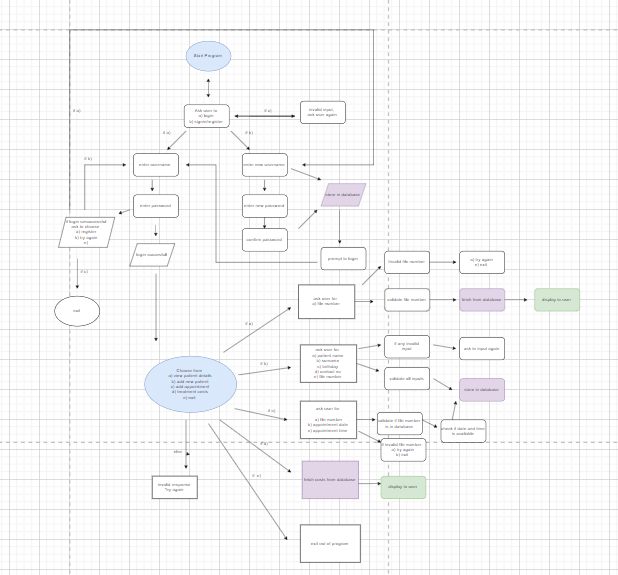 Start Program
Ask user to
a) login
b) signin/register
if a)
invalid input
ask user again
if a)
if a)
if b)
if b)
enter username
enter new username
store in database
enter password
enter new password
if login unsuccessful
ask to choose
a) register
b) try again
confirm password
login successfull
prompt to login
invalid file number
a) try again
if c)
exit
ask user for
a) file number
validate file number
fetch from database
display to user
if a)
if any invalid
input
ask to input again
ask user for
a) patient name
b) surname
c) birthday
d) contact no.
e) file number
if b)
Choose from
a) view patient details
b) add new patient
c) add appointment
d) treatment costs
e) exit
validate all inputs
store in database
if c)
ask user for
a) file number
b) appointment date
c) appointment time
validate if file number
is in database
check if date and time
is available
if invalid file number
a) try again
b) exit
else
if d)
if e)
invalid response
Try again
fetch costs from database
display to user
exit out of program